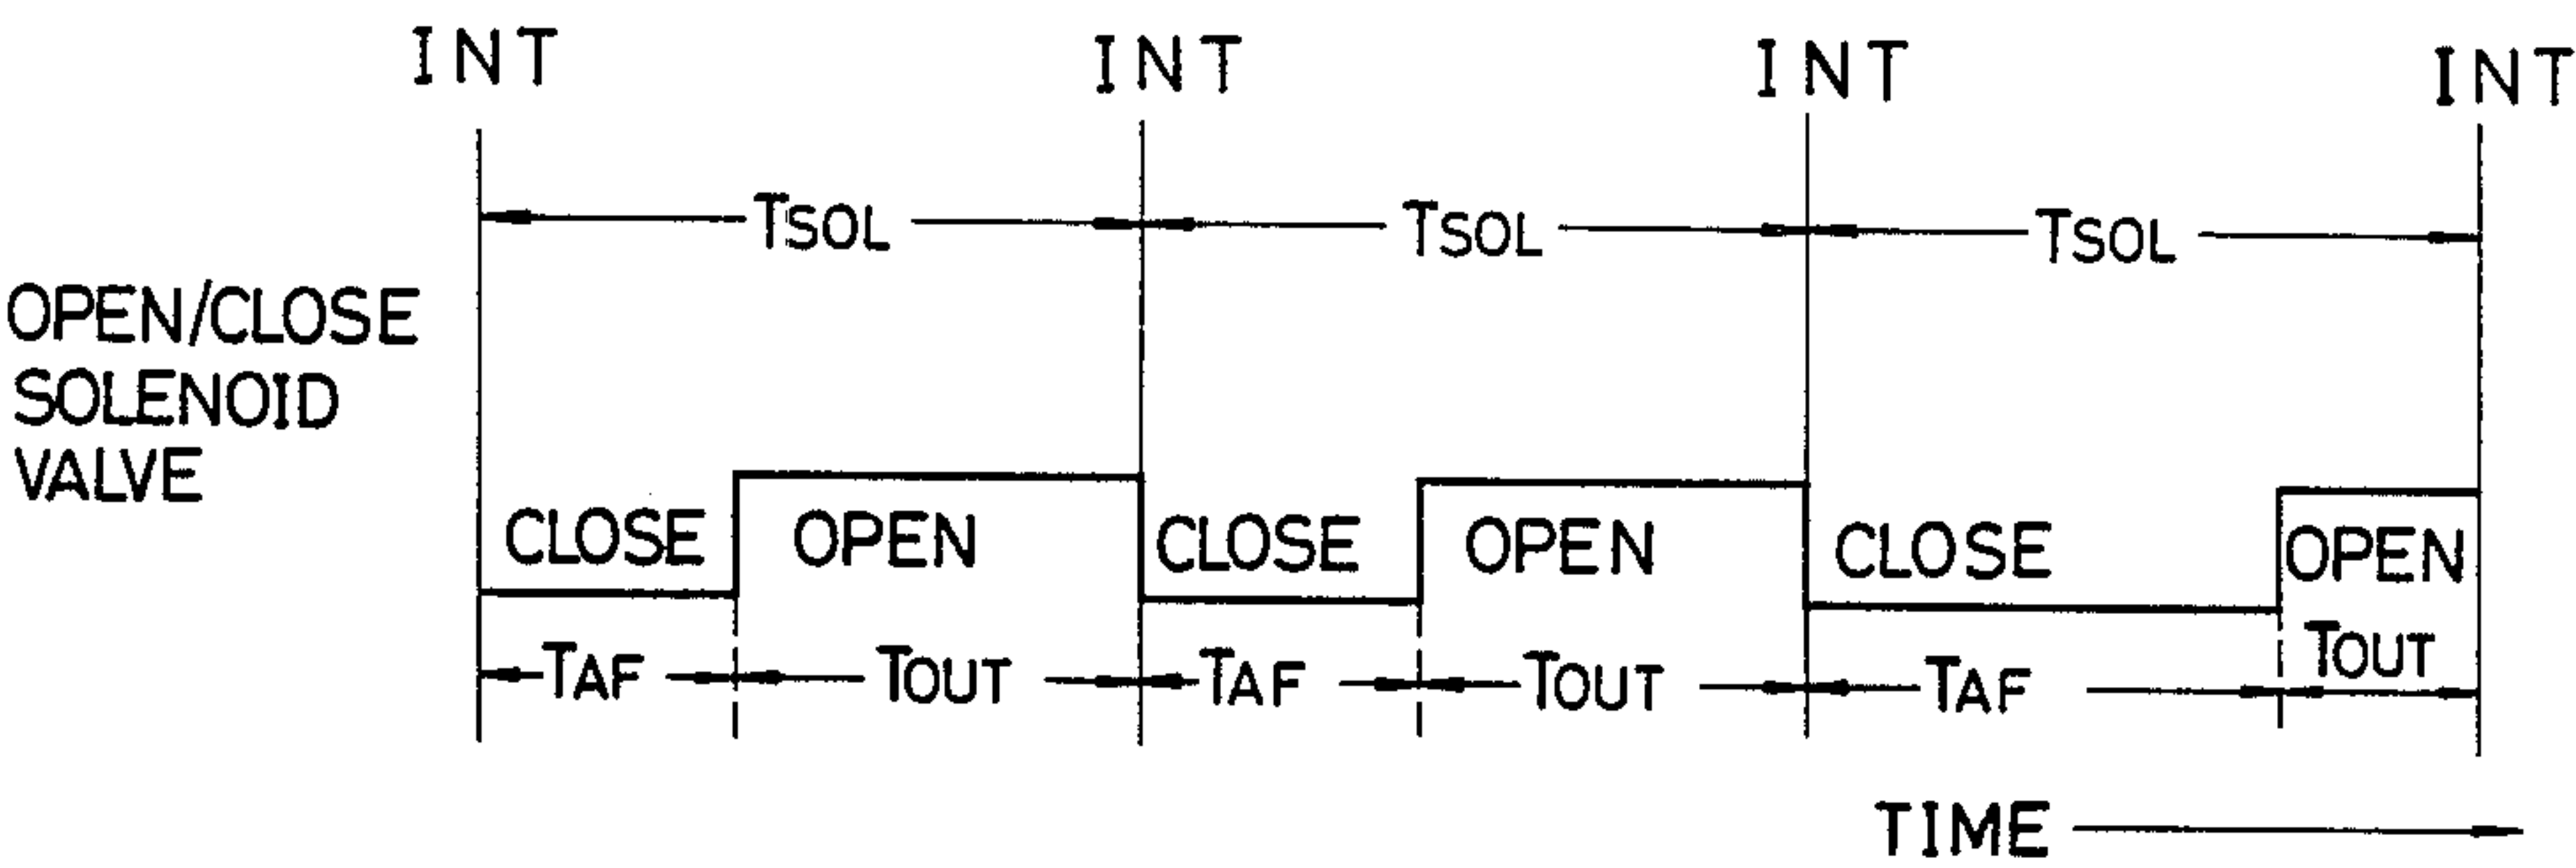 INT INT INT INT
TSOL TSOL TSOL
OPEN/CLOSE
SOLENOID
VALVE
CLOSE OPEN CLOSE OPEN CLOSE OPEN
TAF TOUT TAF TOUT TAF TOUT
TIME